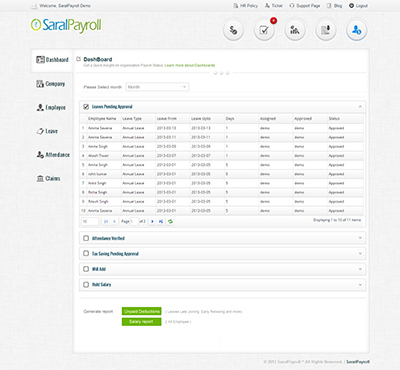 Welcome, SaralPayroll Demo
HR Policy Ticket Support Page Blog Logout
SaralPayroll
Dashboard
Company
Employee
Leave
Attendance
Claims
DashBoard
Get a Quick Insight on organization Payroll Status. Learn more about Dashboards
Please Select month Month
Leaves Pending Approval
Employee Name Leave Type Leave From Leave Upto Days Assigned Approved Status
1 Amrita Saxena Annual Leave 2013-03-13 2013-03-13 1 demo demo Approved
2 Amrita Saxena Annual Leave 2013-03-11 2013-03-11 1 demo demo Approved
3 Amrita Singh Annual Leave 2013-03-09 2013-03-09 1 demo demo Approved
4 Akash Tiwari Annual Leave 2013-03-07 2013-03-07 1 demo demo Approved
5 Amrita Singh Annual Leave 2013-03-01 2013-03-05 5 demo demo Approved
6 Annual Leave 2013-03-01 2013-03-05 5 demo demo Approved
7 Singh Annual Leave 2013-03-01 2013-03-05 5 demo demo Approved
8 Singh Annual Leave 2013-03-01 2013-03-05 5 demo demo Approved
9 Singh Annual Leave 2013-03-01 2013-03-05 5 demo demo Approved
10 Amrita Saxena Annual Leave 2013-03-01 2013-03-05 5 demo demo Approved
10 Page 1 of 2 Displaying 1 to 10 of 11 items
Attendance Verified
Tax Saving Pending Approval
Will Add
Hold Salary
Generate report Unpaid Deductions ( Leaves Late Joining Early Relieving and more)
Salary report ( All Employee )
© 2012 SaralPayroll™ All Rights Reserved. | SaralPayroll